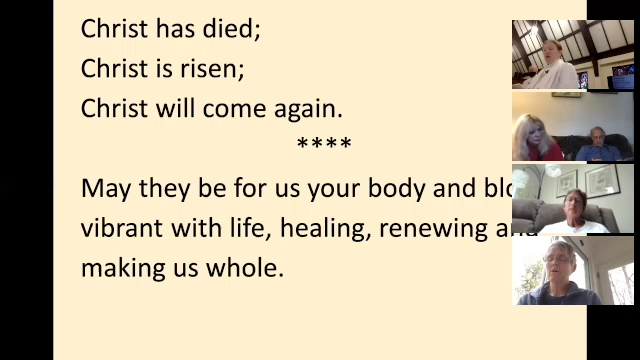 Christ has died;
Christ is risen;
Christ will come again.
****
May they be for us your body and
vibrant with life, healing, renewing and
making us whole.